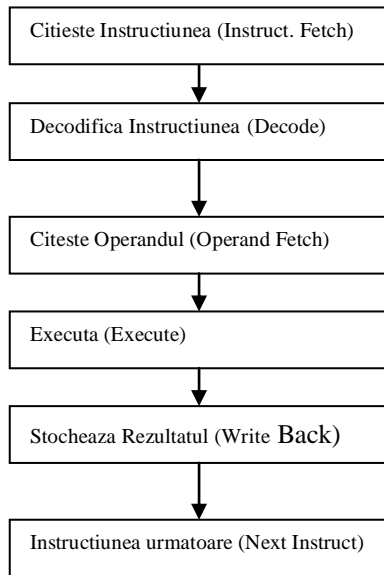 Citieste Instructiunea (Instruct. Fetch)
Decodifica Instructiunea (Decode)
Citeste Operandul (Operand Fetch)
Executa (Execute)
Stocheaza Rezultatul (Write Back)
Instructiunea urmatoare (Next Instruct)